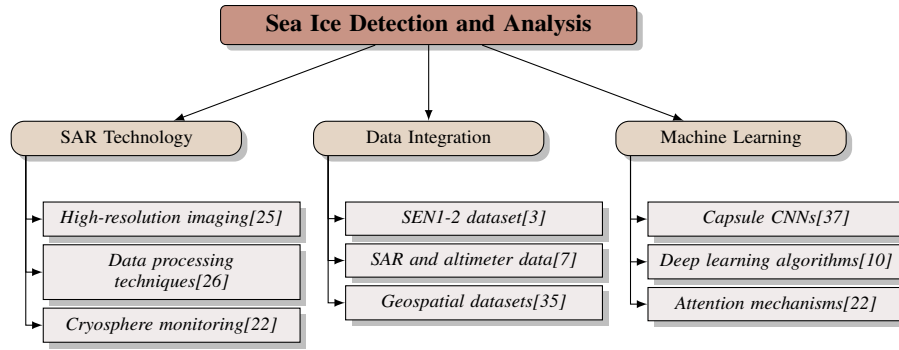 Sea Ice Detection and Analysis
SAR Technology
High-resolution imaging[25]
Data processing
techniques[26]
Cryosphere monitoring[22]
Data Integration
SEN1-2 dataset[3]
SAR and altimeter data[7]
Geospatial datasets[35]
Machine Learning
Capsule CNNs[37]
Deep learning algorithms[10]
Attention mechanisms[22]